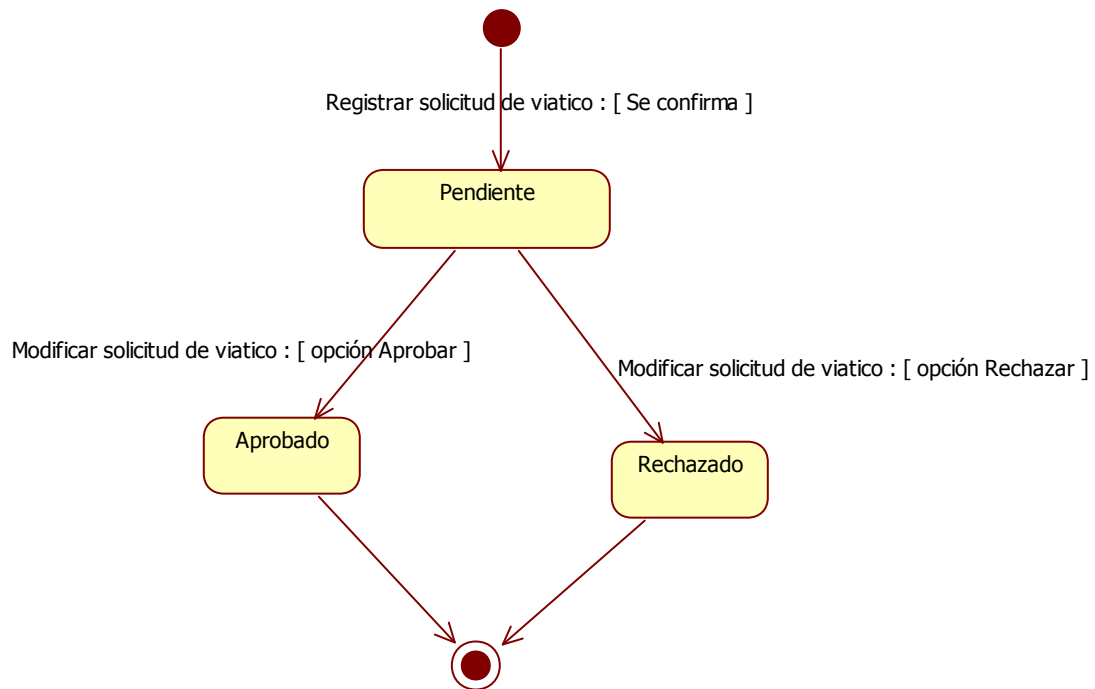 Registrar solicitud de viatico : [ Se confirma ]
Pendiente
Modificar solicitud de viatico : [ opción Aprobar ]
Modificar solicitud de viatico : [ opción Rechazar ]
Aprobado
Rechazado